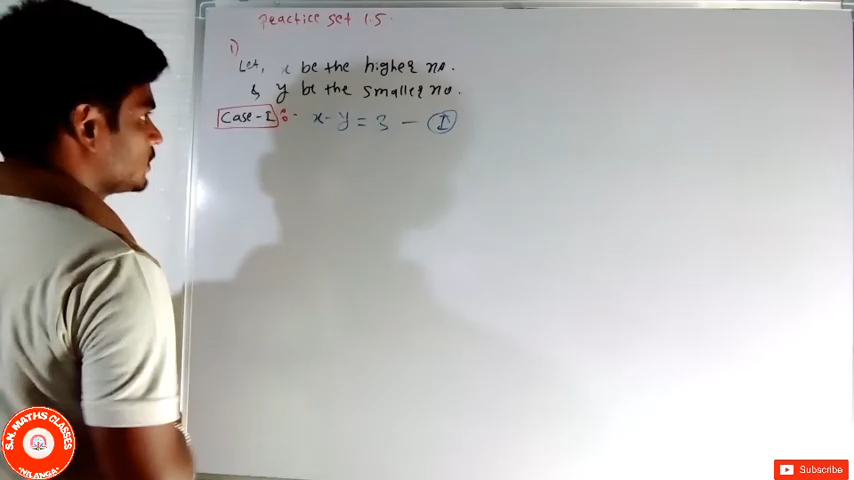 Practice set 1.5.
1)
Let, x be the higher no.
& y be the smaller no.
Case-I :- x - y = 3 - I
S.N. MATHS CLASSES
NILANGA
Subscribe